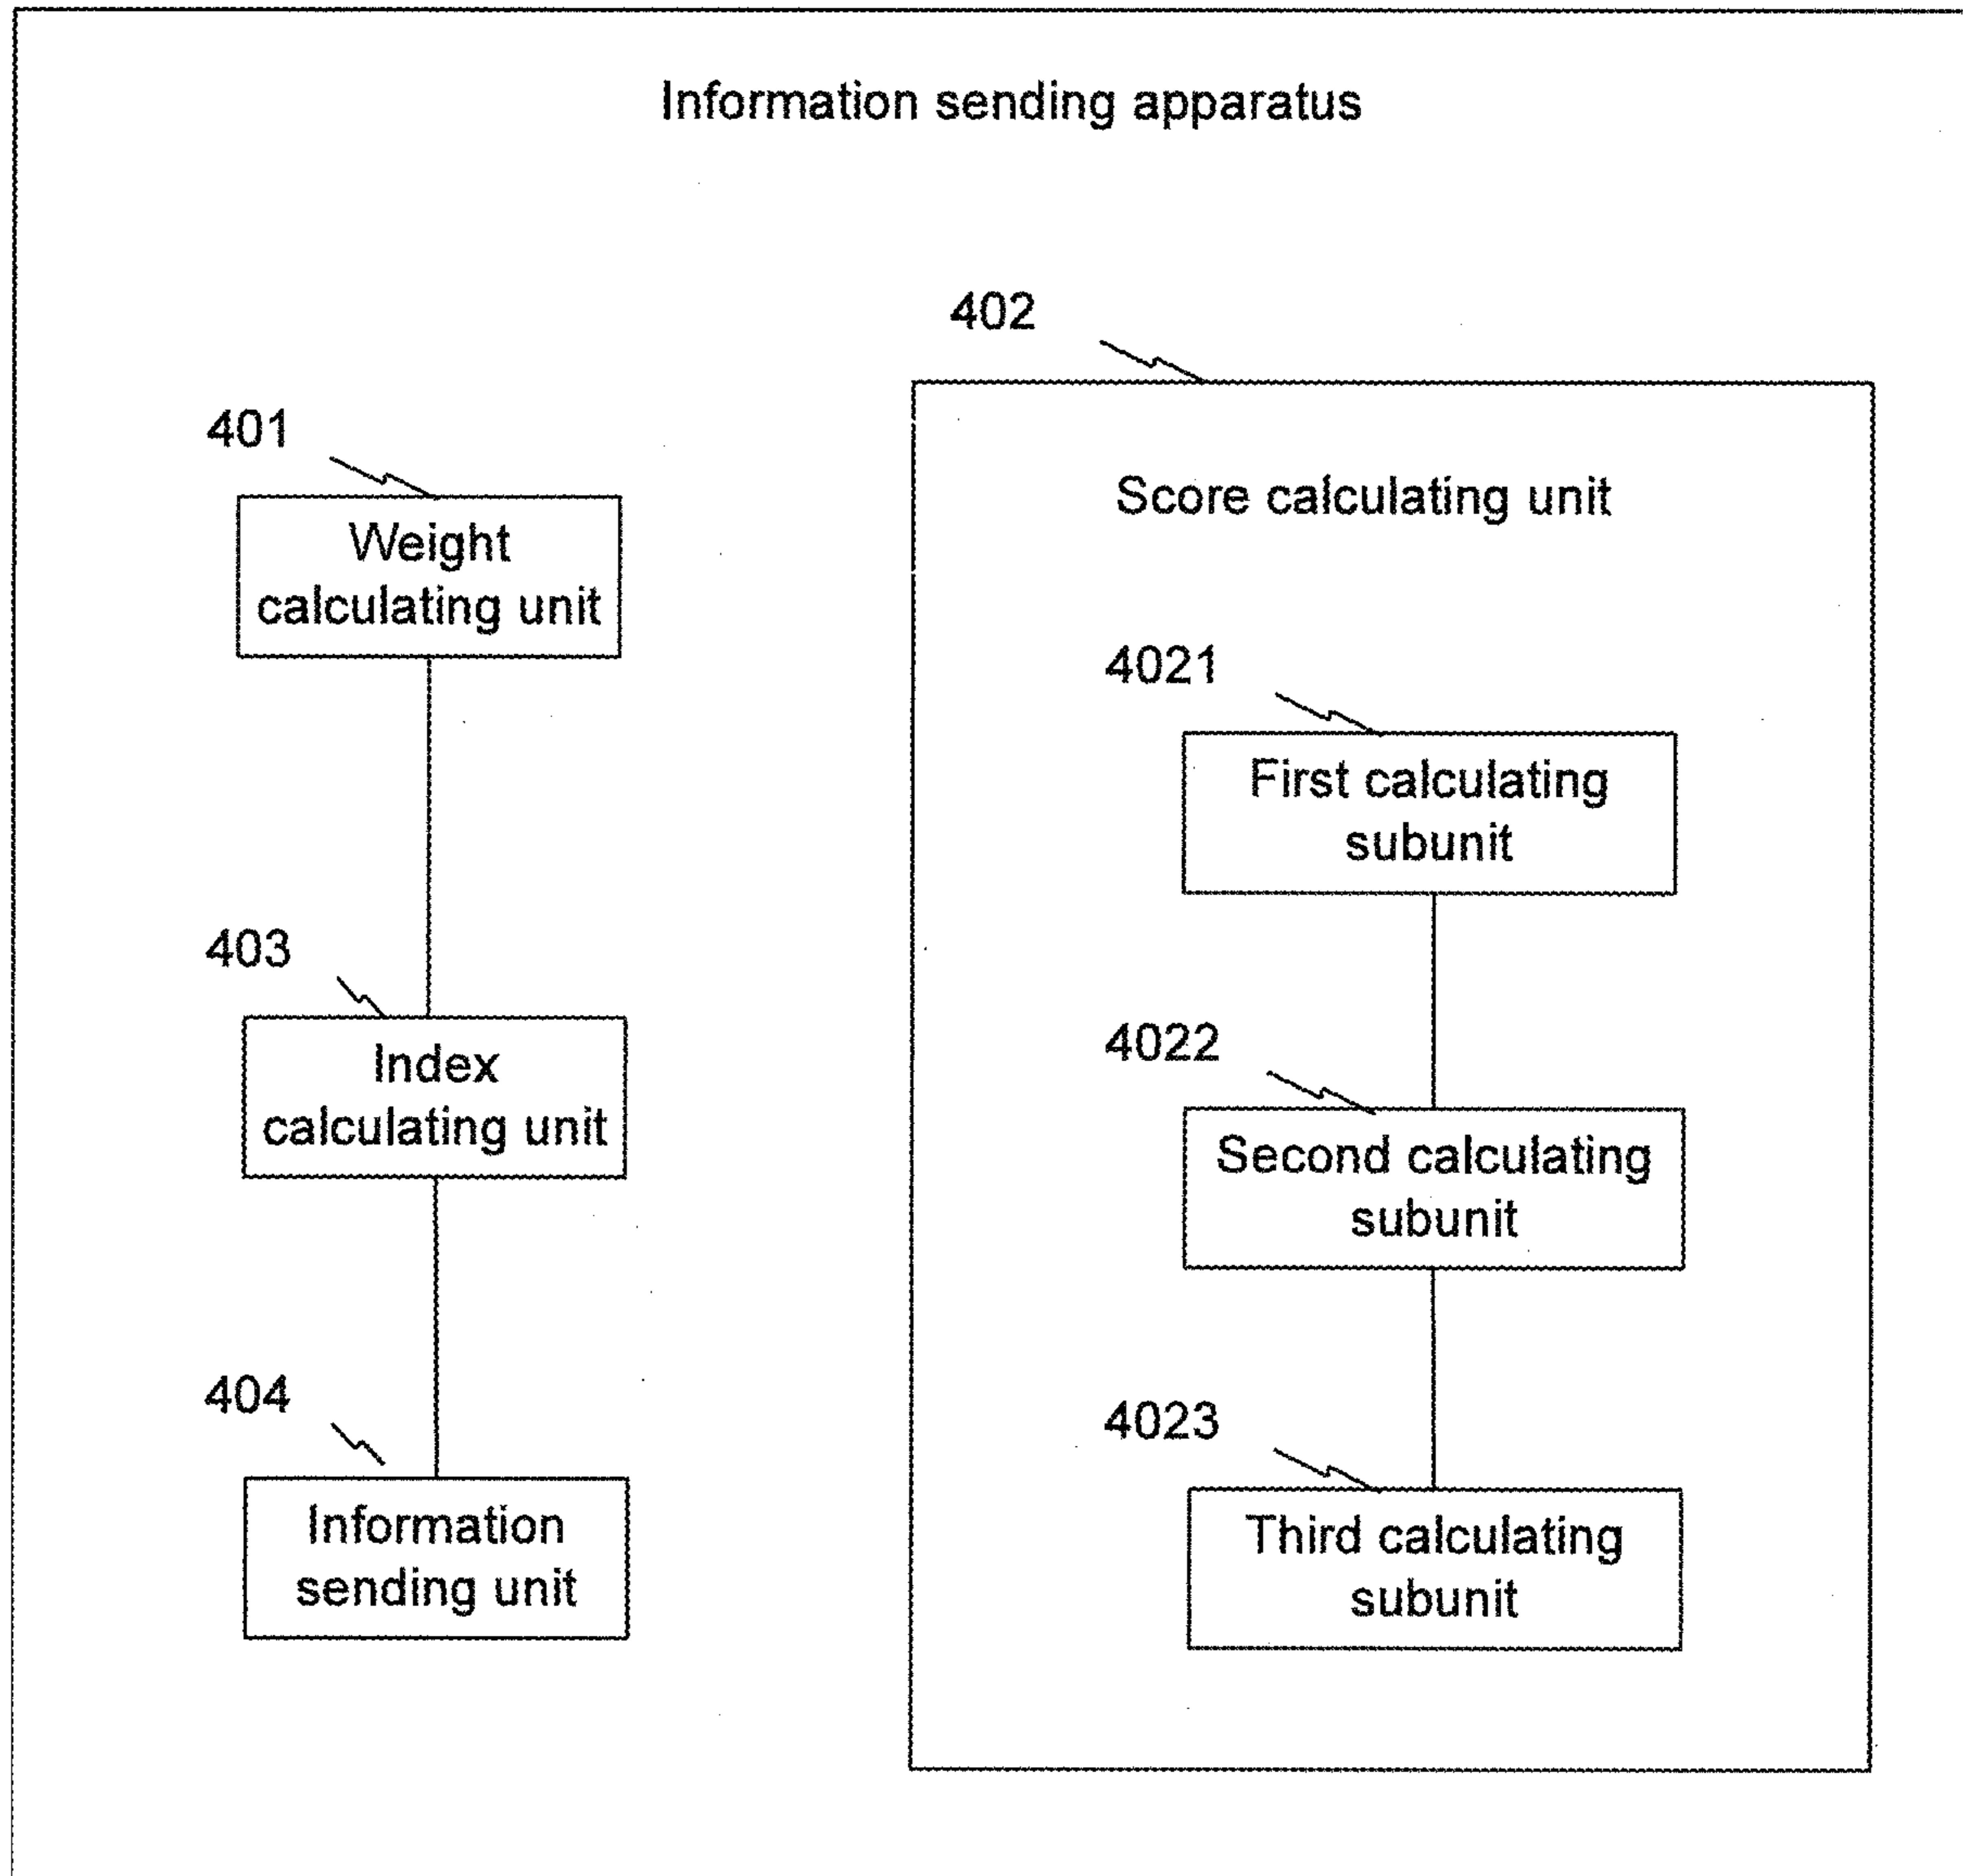 Information sending apparatus
402
401
Score calculating unit
Weight
calculating unit
4021
First calculating
subunit
403
4022
Index
calculating unit
Second calculating
subunit
404
4023
Information
sending unit
Third calculating
subunit